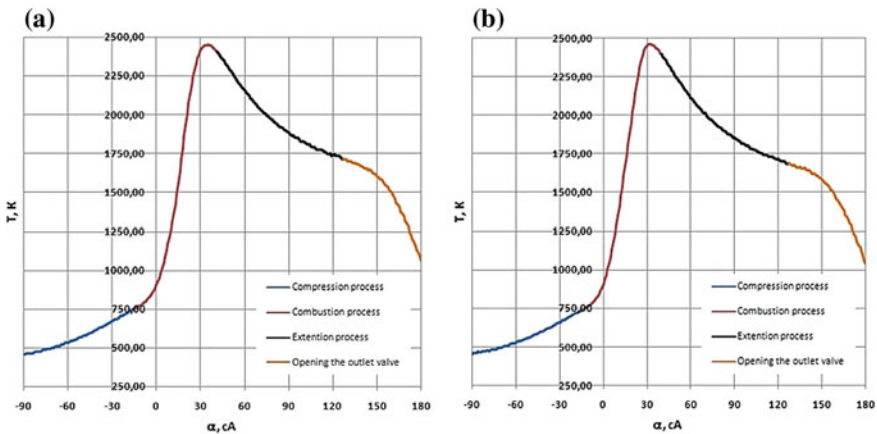 (a)
2500,00
2250,00
2000,00
1750,00
1500,00
1250,00
1000,00
750,00
500,00
250,00
T, K
-90 -60 -30 0 30 60 90 120 150 180
α, cA
Compression process
Combustion process
Extention process
Opening the outlet valve
(b)
2500,00
2250,00
2000,00
1750,00
1500,00
1250,00
1000,00
750,00
500,00
250,00
T, K
-90 -60 -30 0 30 60 90 120 150 180
α, cA
Compression process
Combustion process
Extention process
Opening the outlet valve